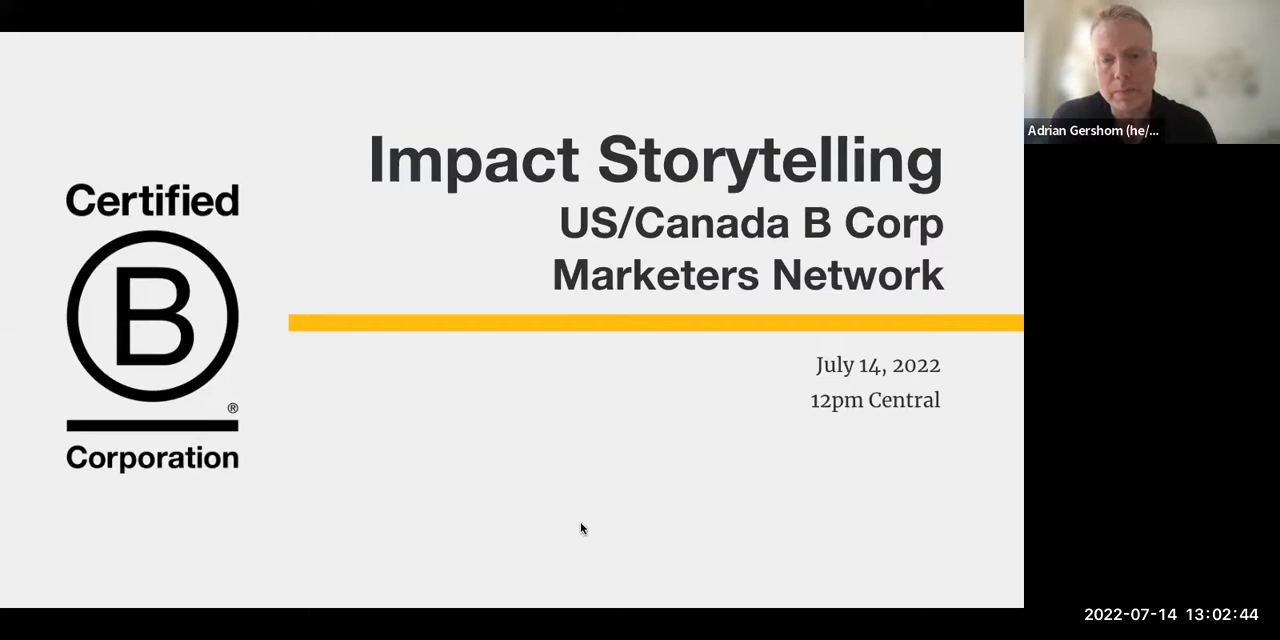 Certified
B
®
Corporation
Impact Storytelling
US/Canada B Corp
Marketers Network
July 14, 2022
12pm Central
Adrian Gershom (he/...
2022-07-14 13:02:44